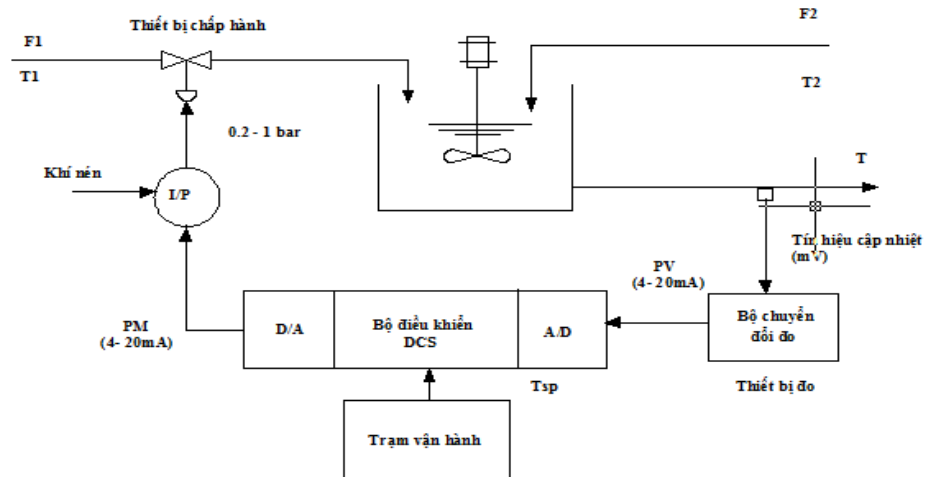 Thiết bị chấp hành
F1
T1
F2
T2
0.2 - 1 bar
Khí nén
I/P
T
Tín hiệu cập nhiệt
(mV)
PV
(4- 20mA)
PM
(4- 20mA)
D/A
Bộ điều khiển
DCS
A/D
Bộ chuyển
đổi đo
Tsp
Thiết bị đo
Trạm vận hành